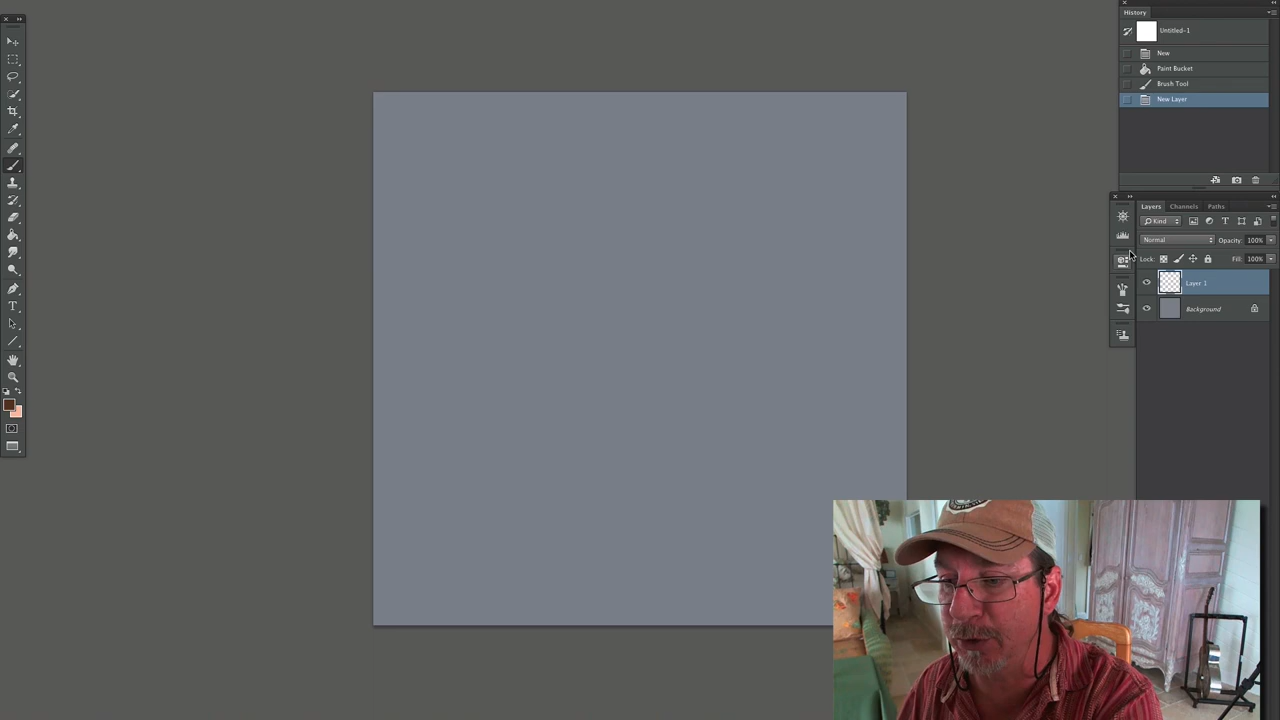 History
Untitled-1
New
Paint Bucket
Brush Tool
New Layer
Layers Channels Paths
Kind
Normal Opacity: 100%
Lock: Fill: 100%
Layer 1
Background